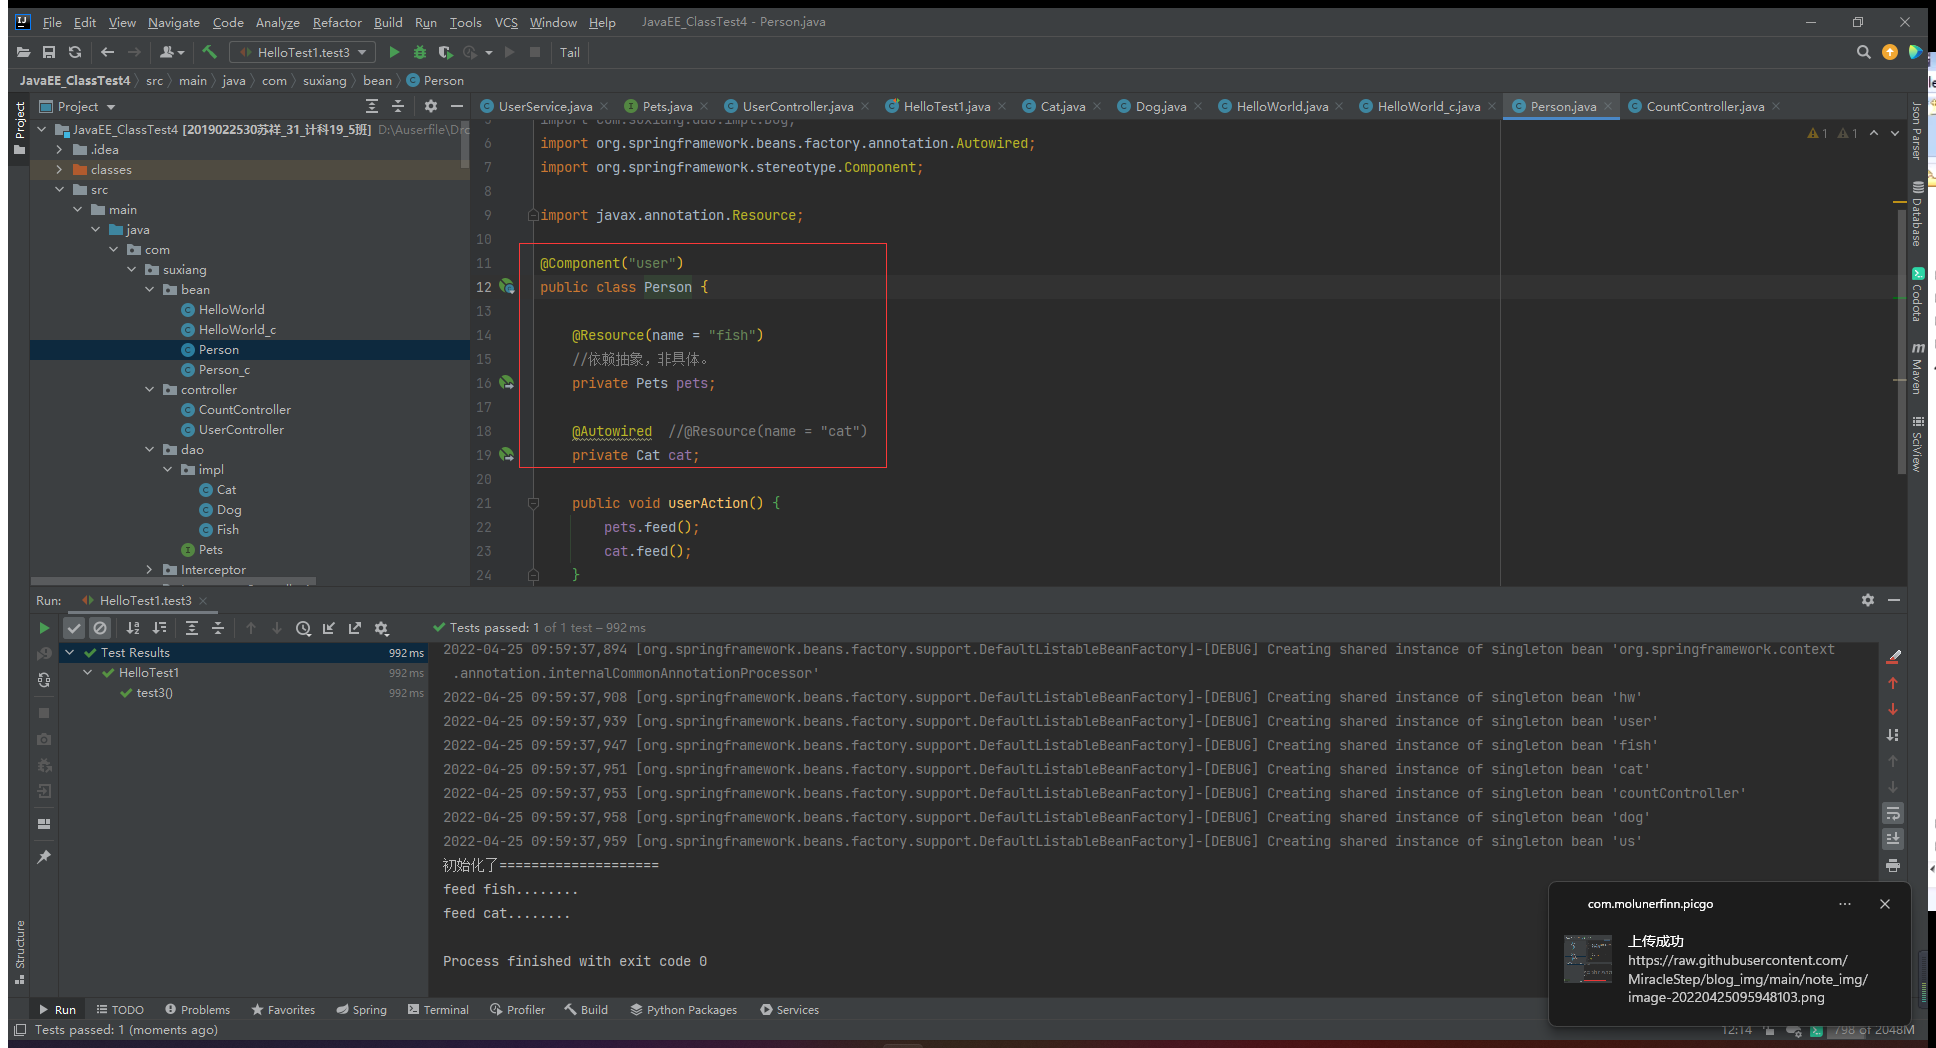 File Edit View Navigate Code Analyze Refactor Build Run Tools VCS Window Help JavaEE_ClassTest4 - Person.java
HelloTest1.test3 Tail
JavaEE_ClassTest4 src main java com suxiang bean Person
Project
UserService.java Pets.java UserController.java HelloTest1.java Cat.java Dog.java HelloWorld.java HelloWorld_c.java Person.java CountController.java
Project
JavaEE_ClassTest4 [2019022530苏祥_31_计科19_5班] D:\Auserfile\Dro
.idea
classes
src
main
java
com
suxiang
bean
HelloWorld
HelloWorld_c
Person
Person_c
controller
CountController
UserController
dao
impl
Cat
Dog
Fish
Pets
Interceptor
5 import com.suxiang.dao.impl.Dog;
6 import org.springframework.beans.factory.annotation.Autowired;
7 import org.springframework.stereotype.Component;
8
9 import javax.annotation.Resource;
10
11 @Component("user")
12 public class Person {
13
14 @Resource(name = "fish")
15 //依赖抽象，非具体。
16 private Pets pets;
17
18 @Autowired //@Resource(name = "cat")
19 private Cat cat;
20
21 public void userAction() {
22 pets.feed();
23 cat.feed();
24 }
1 1
Json Parser
Database
Codota
Maven
SciView
Run: HelloTest1.test3
Tests passed: 1 of 1 test – 992 ms
Test Results 992 ms
HelloTest1 992 ms
test3() 992 ms
2022-04-25 09:59:37,894 [org.springframework.beans.factory.support.DefaultListableBeanFactory]-[DEBUG] Creating shared instance of singleton bean 'org.springframework.context
.annotation.internalCommonAnnotationProcessor'
2022-04-25 09:59:37,908 [org.springframework.beans.factory.support.DefaultListableBeanFactory]-[DEBUG] Creating shared instance of singleton bean 'hw'
2022-04-25 09:59:37,939 [org.springframework.beans.factory.support.DefaultListableBeanFactory]-[DEBUG] Creating shared instance of singleton bean 'user'
2022-04-25 09:59:37,947 [org.springframework.beans.factory.support.DefaultListableBeanFactory]-[DEBUG] Creating shared instance of singleton bean 'fish'
2022-04-25 09:59:37,951 [org.springframework.beans.factory.support.DefaultListableBeanFactory]-[DEBUG] Creating shared instance of singleton bean 'cat'
2022-04-25 09:59:37,953 [org.springframework.beans.factory.support.DefaultListableBeanFactory]-[DEBUG] Creating shared instance of singleton bean 'countController'
2022-04-25 09:59:37,958 [org.springframework.beans.factory.support.DefaultListableBeanFactory]-[DEBUG] Creating shared instance of singleton bean 'dog'
2022-04-25 09:59:37,959 [org.springframework.beans.factory.support.DefaultListableBeanFactory]-[DEBUG] Creating shared instance of singleton bean 'us'
初始化了====================
feed fish........
feed cat........
Process finished with exit code 0
Structure
com.molunerfinn.picgo
上传成功
https://raw.githubusercontent.com/
MiracleStep/blog_img/main/note_img/
image-20220425095948103.png
Run TODO Problems Favorites Spring Terminal Profiler Build Python Packages Services
Tests passed: 1 (moments ago) 12:14 798 of 2048M